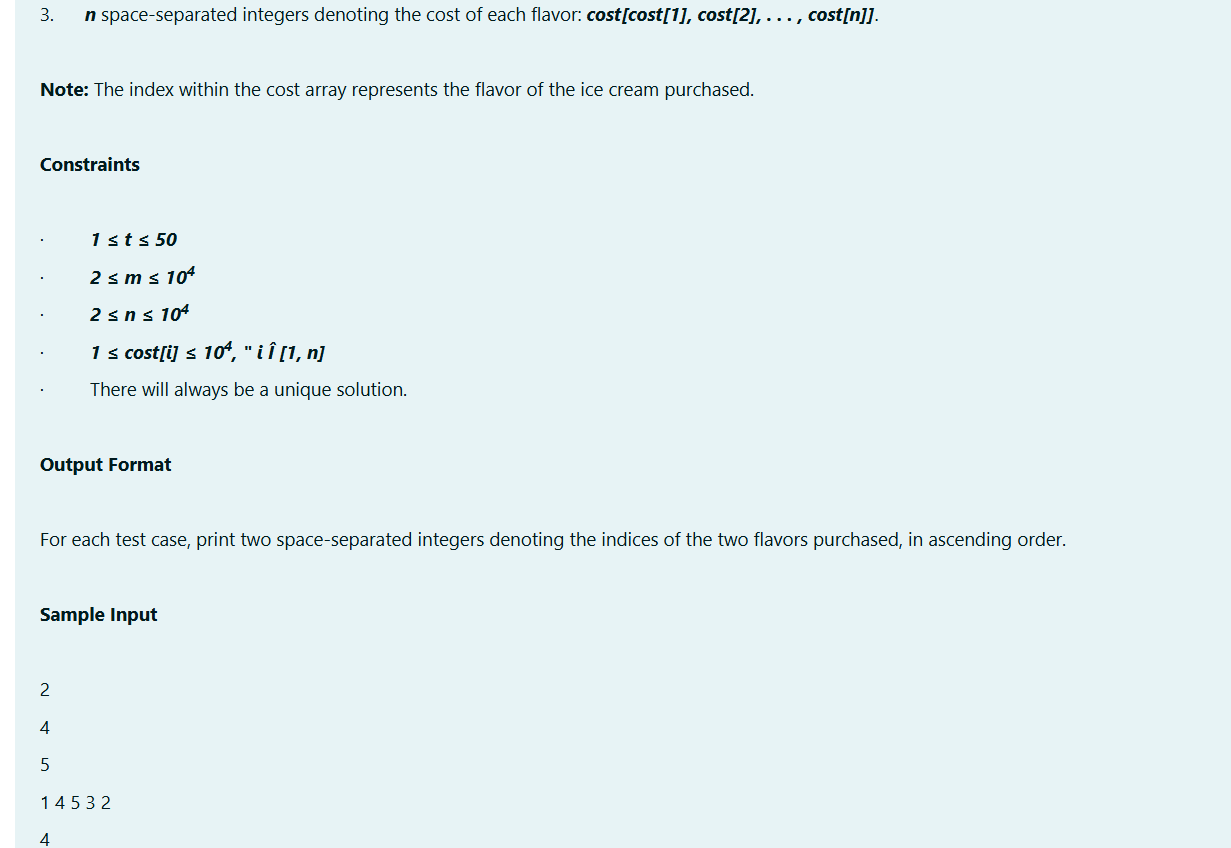 3. n space-separated integers denoting the cost of each flavor: cost[cost[1], cost[2], . . . , cost[n]].
Note: The index within the cost array represents the flavor of the ice cream purchased.
Constraints
· 1 ≤ t ≤ 50
· 2 ≤ m ≤ 10⁴
· 2 ≤ n ≤ 10⁴
· 1 ≤ cost[i] ≤ 10⁴, " i Î [1, n]
· There will always be a unique solution.
Output Format
For each test case, print two space-separated integers denoting the indices of the two flavors purchased, in ascending order.
Sample Input
2
4
5
1 4 5 3 2
4